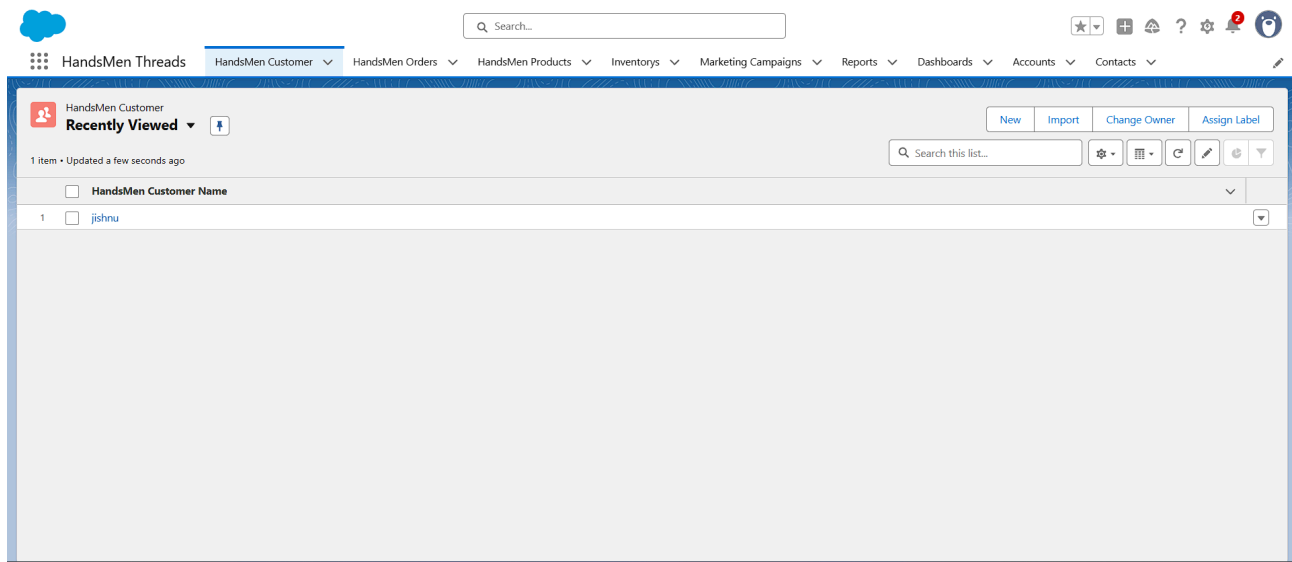 Search...
2
HandsMen Threads HandsMen Customer HandsMen Orders HandsMen Products Inventorys Marketing Campaigns Reports Dashboards Accounts Contacts
HandsMen Customer
Recently Viewed
New Import Change Owner Assign Label
1 item • Updated a few seconds ago
Search this list...
HandsMen Customer Name
1 jishnu